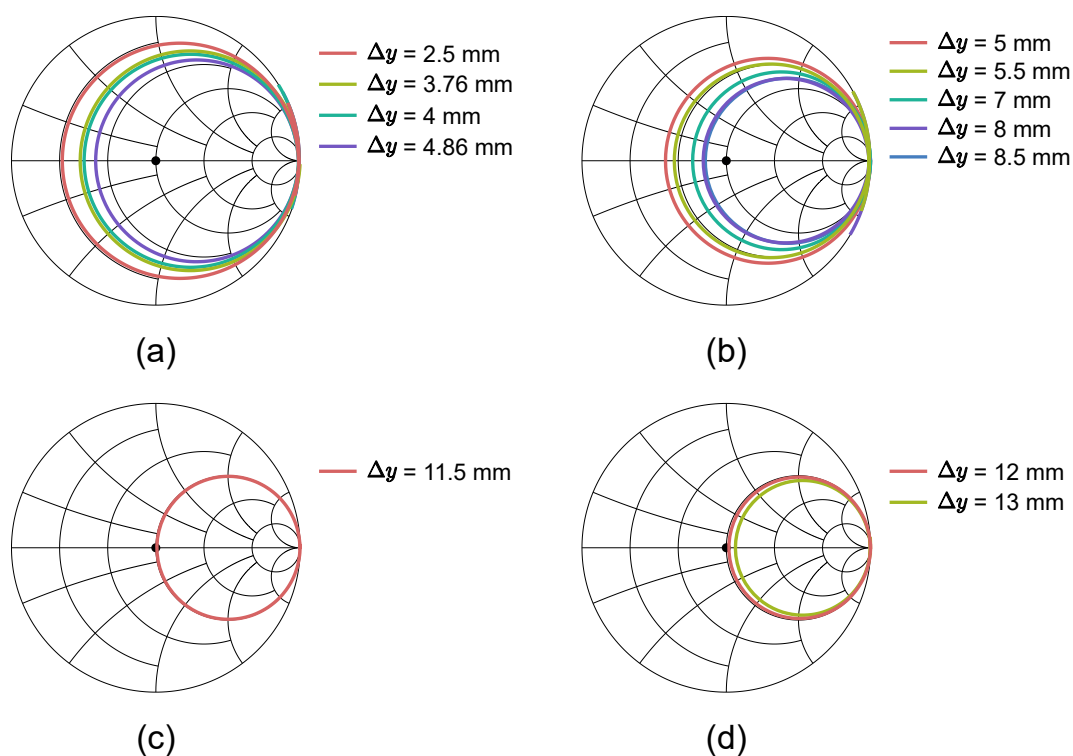 Δy = 2.5 mm
Δy = 3.76 mm
Δy = 4 mm
Δy = 4.86 mm
(a)
Δy = 5 mm
Δy = 5.5 mm
Δy = 7 mm
Δy = 8 mm
Δy = 8.5 mm
(b)
Δy = 11.5 mm
(c)
Δy = 12 mm
Δy = 13 mm
(d)